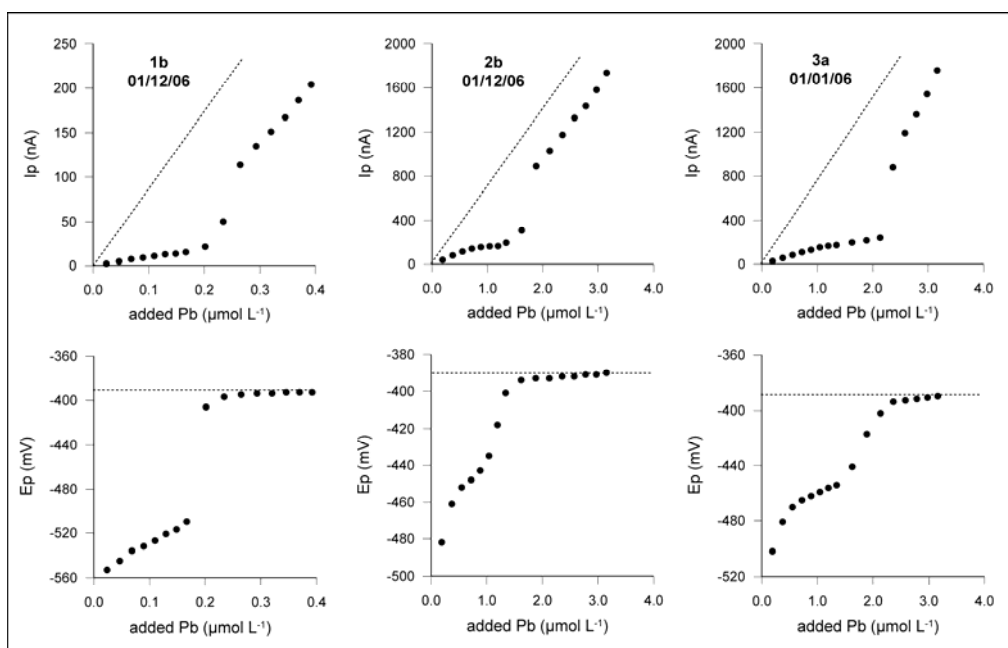 1b
01/12/06
Ip (nA)
250
200
150
100
50
0
0.0 0.1 0.2 0.3 0.4
added Pb (µmol L⁻¹)
2b
01/12/06
Ip (nA)
2000
1600
1200
800
400
0
0.0 1.0 2.0 3.0 4.0
added Pb (µmol L⁻¹)
3a
01/01/06
Ip (nA)
2000
1600
1200
800
400
0
0.0 1.0 2.0 3.0 4.0
added Pb (µmol L⁻¹)
Ep (mV)
-360
-400
-440
-480
-520
-560
0.0 0.1 0.2 0.3 0.4
added Pb (µmol L⁻¹)
Ep (mV)
-380
-400
-420
-440
-460
-480
-500
0.0 1.0 2.0 3.0 4.0
added Pb (µmol L⁻¹)
Ep (mV)
-360
-400
-440
-480
-520
0.0 1.0 2.0 3.0 4.0
added Pb (µmol L⁻¹)